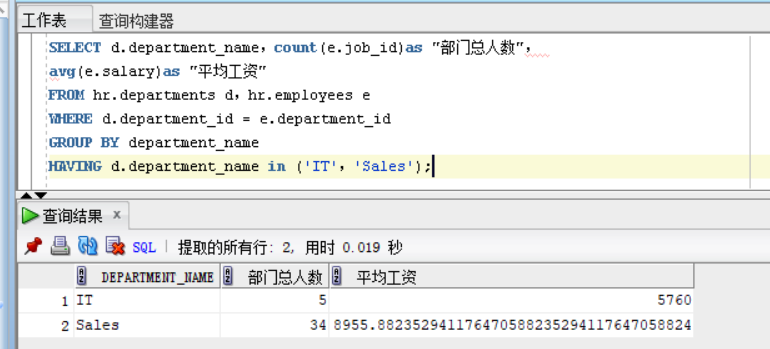 工作表 查询构建器
SELECT d.department_name，count(e.job_id)as "部门总人数"，
avg(e.salary)as "平均工资"
FROM hr.departments d，hr.employees e
WHERE d.department_id = e.department_id
GROUP BY department_name
HAVING d.department_name in ('IT'，'Sales');
查询结果 ×
SQL | 提取的所有行: 2, 用时 0.019 秒
DEPARTMENT_NAME 部门总人数 平均工资
1 IT 5 5760
2 Sales 34 8955.882352941176470588235294117647058824